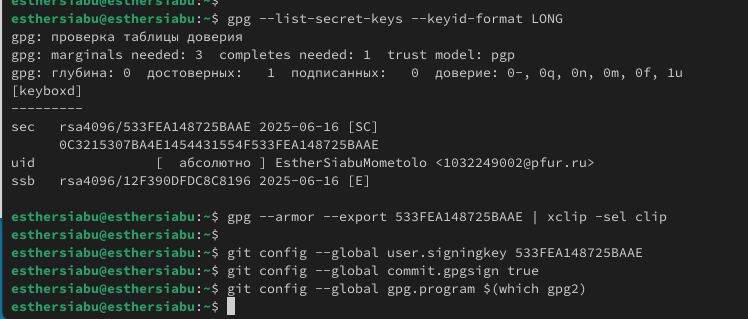 esthersiabu@esthersiabu:~$
esthersiabu@esthersiabu:~$ gpg --list-secret-keys --keyid-format LONG
gpg: проверка таблицы доверия
gpg: marginals needed: 3  completes needed: 1  trust model: pgp
gpg: глубина: 0  достоверных:   1  подписанных:   0  доверие: 0-, 0q, 0n, 0m, 0f, 1u
[keyboxd]
---------
sec   rsa4096/533FEA148725BAAE 2025-06-16 [SC]
      0C3215307BA4E1454431554F533FEA148725BAAE
uid              [  абсолютно ] EstherSiabuMometolo <1032249002@pfur.ru>
ssb   rsa4096/12F390DFDC8C8196 2025-06-16 [E]
esthersiabu@esthersiabu:~$ gpg --armor --export 533FEA148725BAAE | xclip -sel clip
esthersiabu@esthersiabu:~$
esthersiabu@esthersiabu:~$ git config --global user.signingkey 533FEA148725BAAE
esthersiabu@esthersiabu:~$ git config --global commit.gpgsign true
esthersiabu@esthersiabu:~$ git config --global gpg.program $(which gpg2)
esthersiabu@esthersiabu:~$